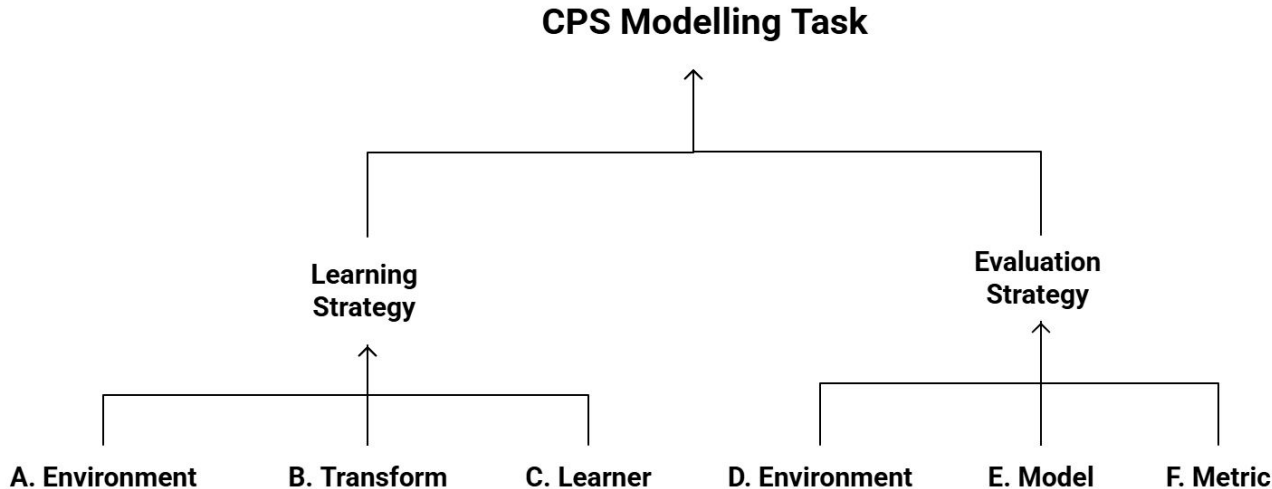 CPS Modelling Task
Learning
Strategy
Evaluation
Strategy
A. Environment
B. Transform
C. Learner
D. Environment
E. Model
F. Metric